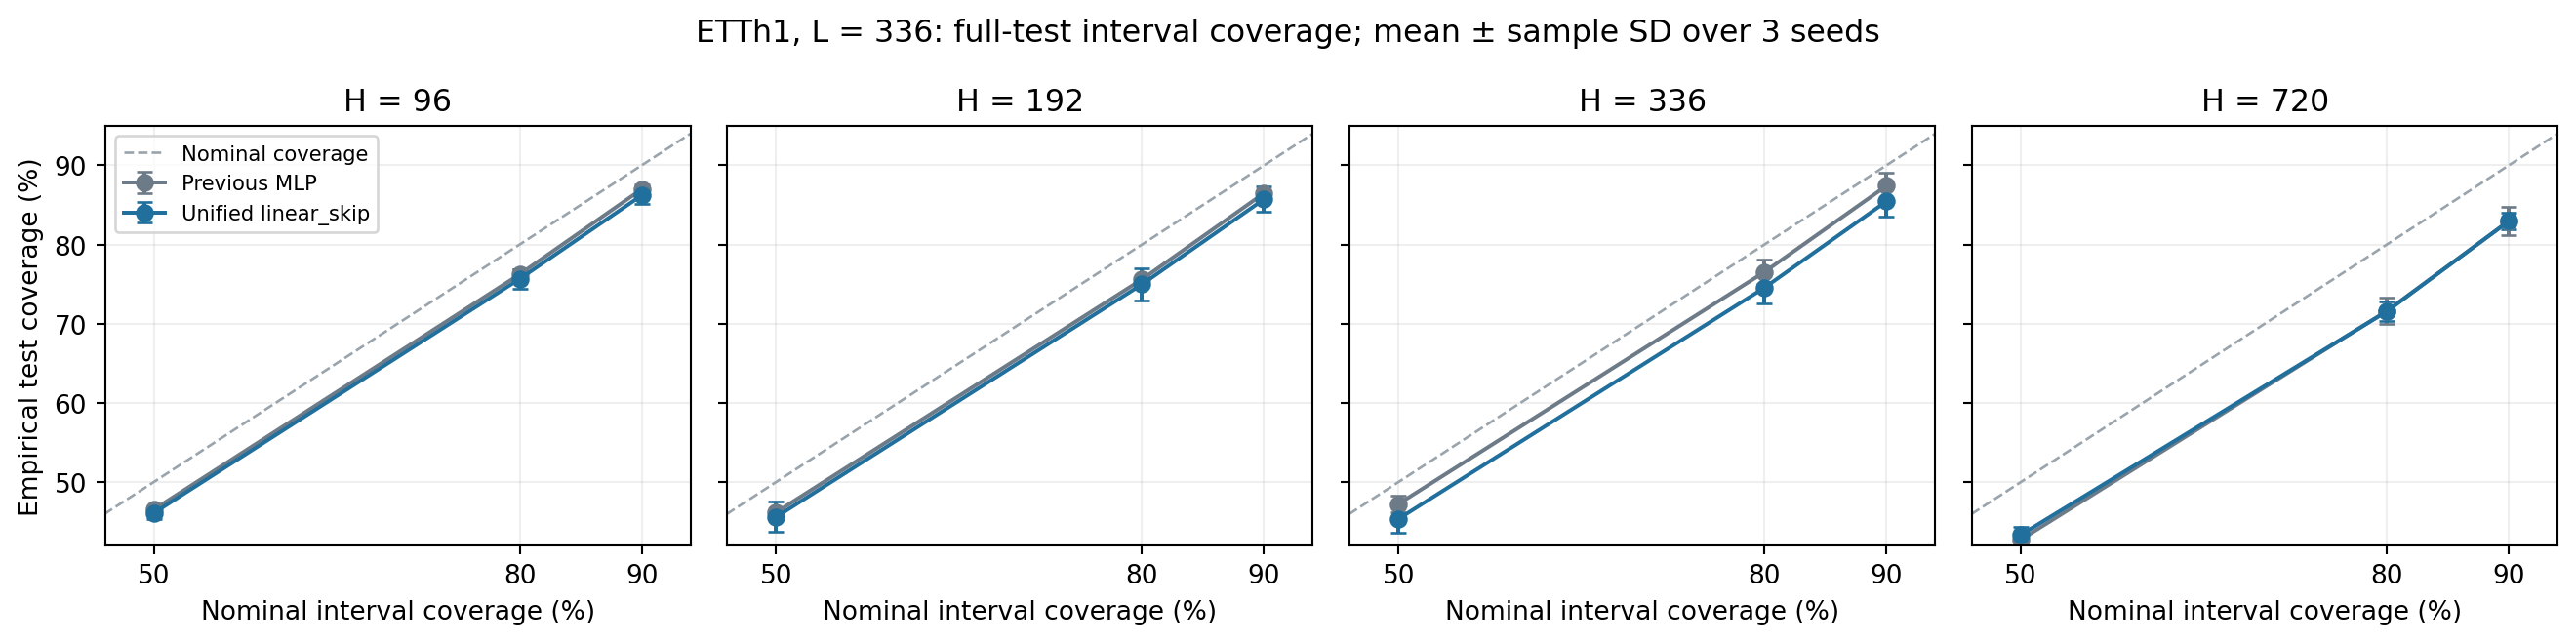 ETTh1, L = 336: full-test interval coverage; mean ± sample SD over 3 seeds
H = 96
H = 192
H = 336
H = 720
Nominal coverage
Previous MLP
Unified linear_skip
Empirical test coverage (%)
90
80
70
60
50
50 80 90
50 80 90
50 80 90
50 80 90
Nominal interval coverage (%)
Nominal interval coverage (%)
Nominal interval coverage (%)
Nominal interval coverage (%)